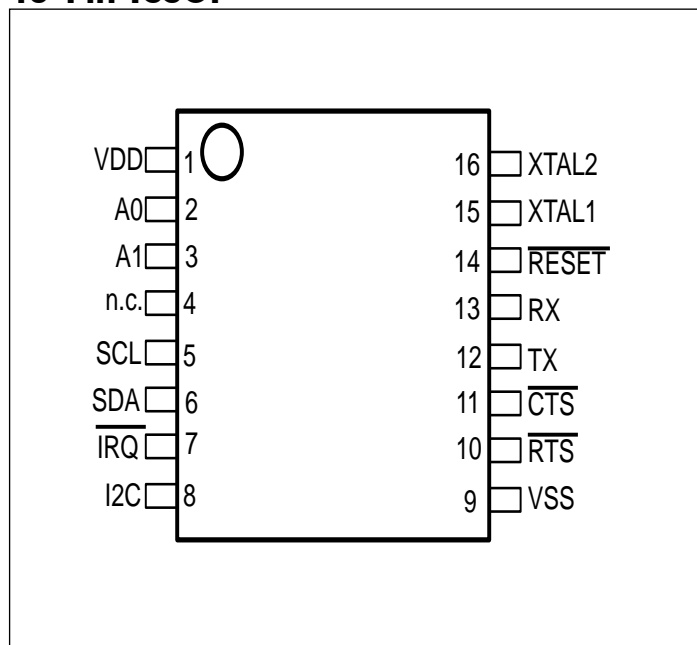 VDD 1
A0 2
A1 3
n.c. 4
SCL 5
SDA 6
IRQ 7
I2C 8
16 XTAL2
15 XTAL1
14 RESET
13 RX
12 TX
11 CTS
10 RTS
9 VSS